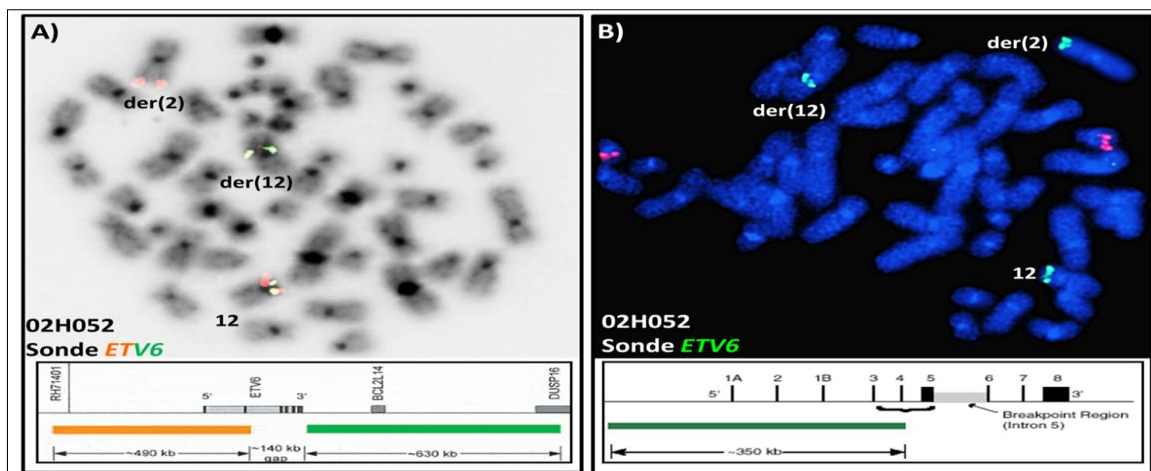 A)
der(2)
der(12)
12
02H052
Sonde ETV6
RH71401
5'
ETV6
3'
BCL2L14
DUSP16
~490 kb
~140 kb
gap
~630 kb
B)
der(2)
der(12)
12
02H052
Sonde ETV6
5'
1A 2 1B 3 4 5 6 7 8
3'
Breakpoint Region
(Intron 5)
~350 kb